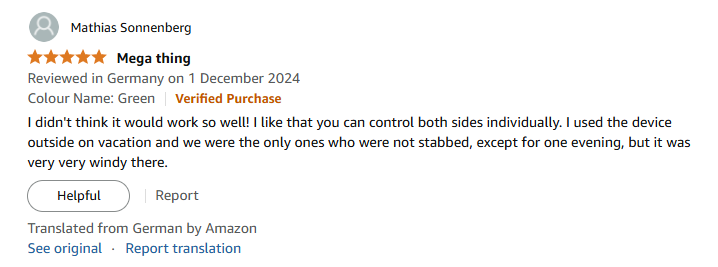 Mathias Sonnenberg
Mega thing
Reviewed in Germany on 1 December 2024
Colour Name: Green Verified Purchase
I didn't think it would work so well! I like that you can control both sides individually. I used the device
outside on vacation and we were the only ones who were not stabbed, except for one evening, but it was
very very windy there.
Helpful Report
Translated from German by Amazon
See original · Report translation